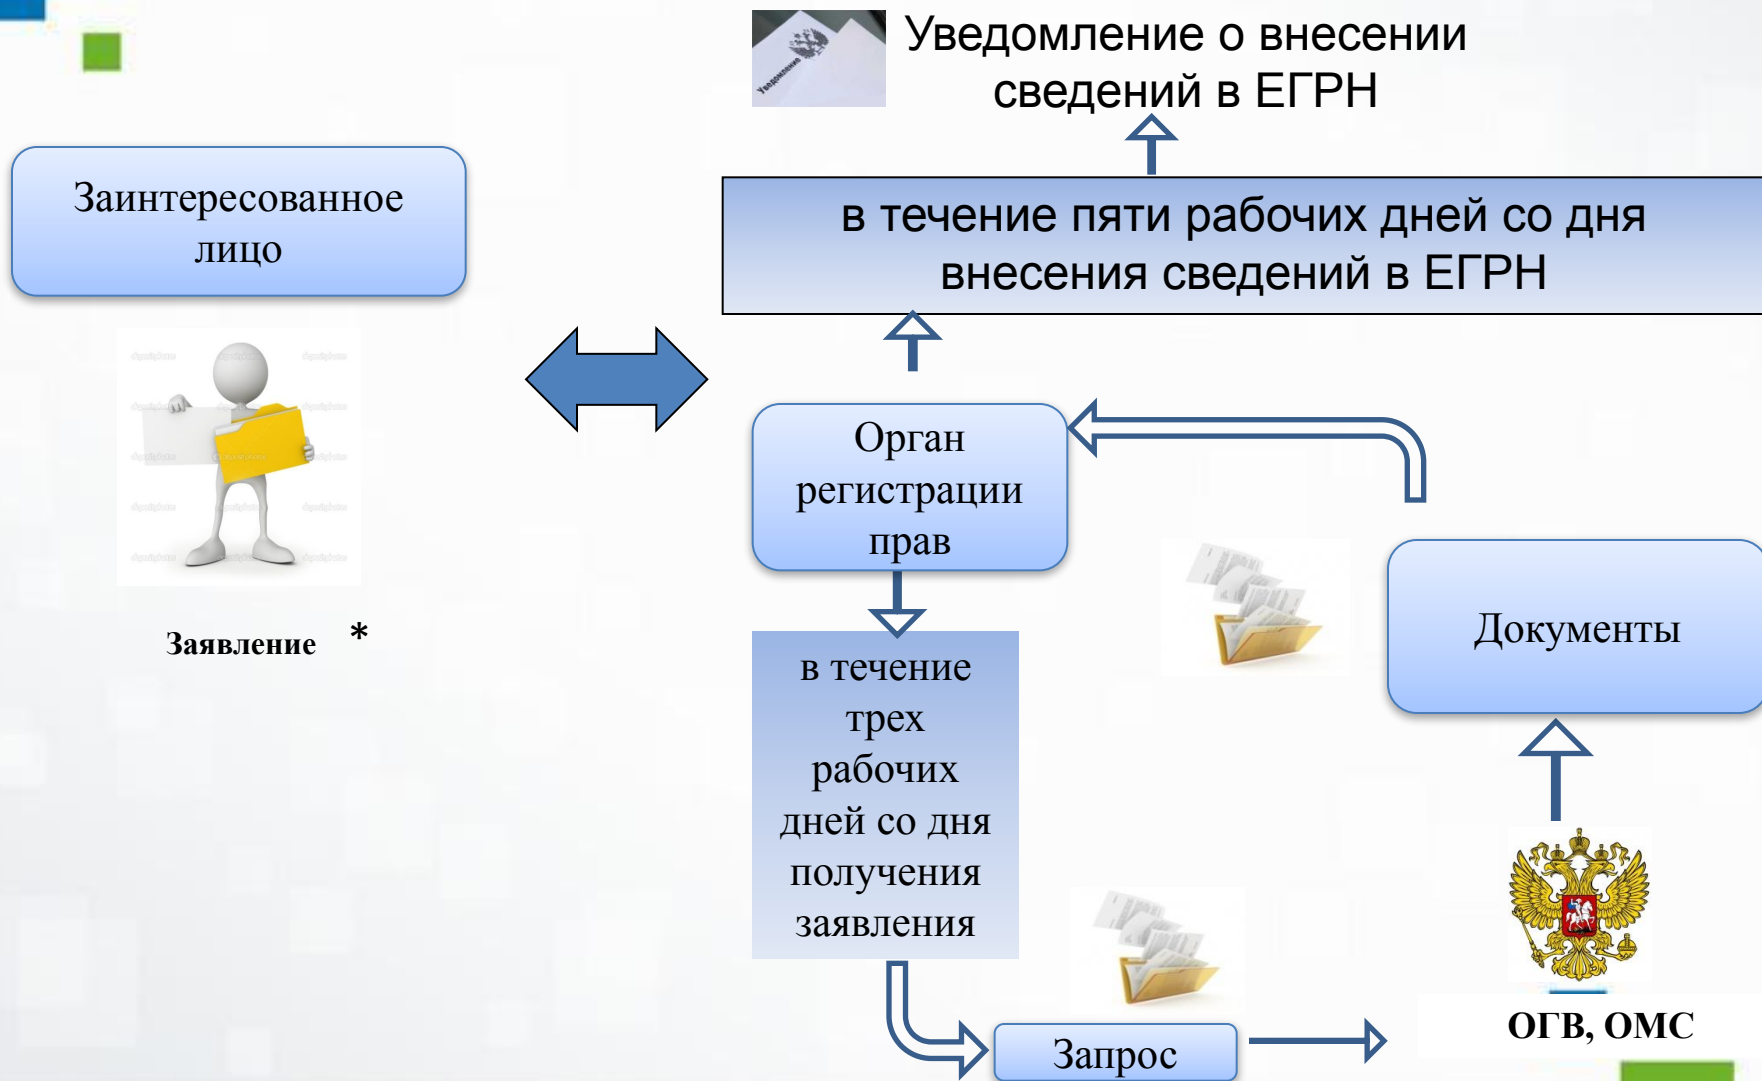 Уведомление о внесении
сведений в ЕГРН
Уведомление
Заинтересованное
лицо
в течение пяти рабочих дней со дня
внесения сведений в ЕГРН
Орган
регистрации
прав
Заявление *
в течение
трех
рабочих
дней со дня
получения
заявления
Документы
Запрос
ОГВ, ОМС